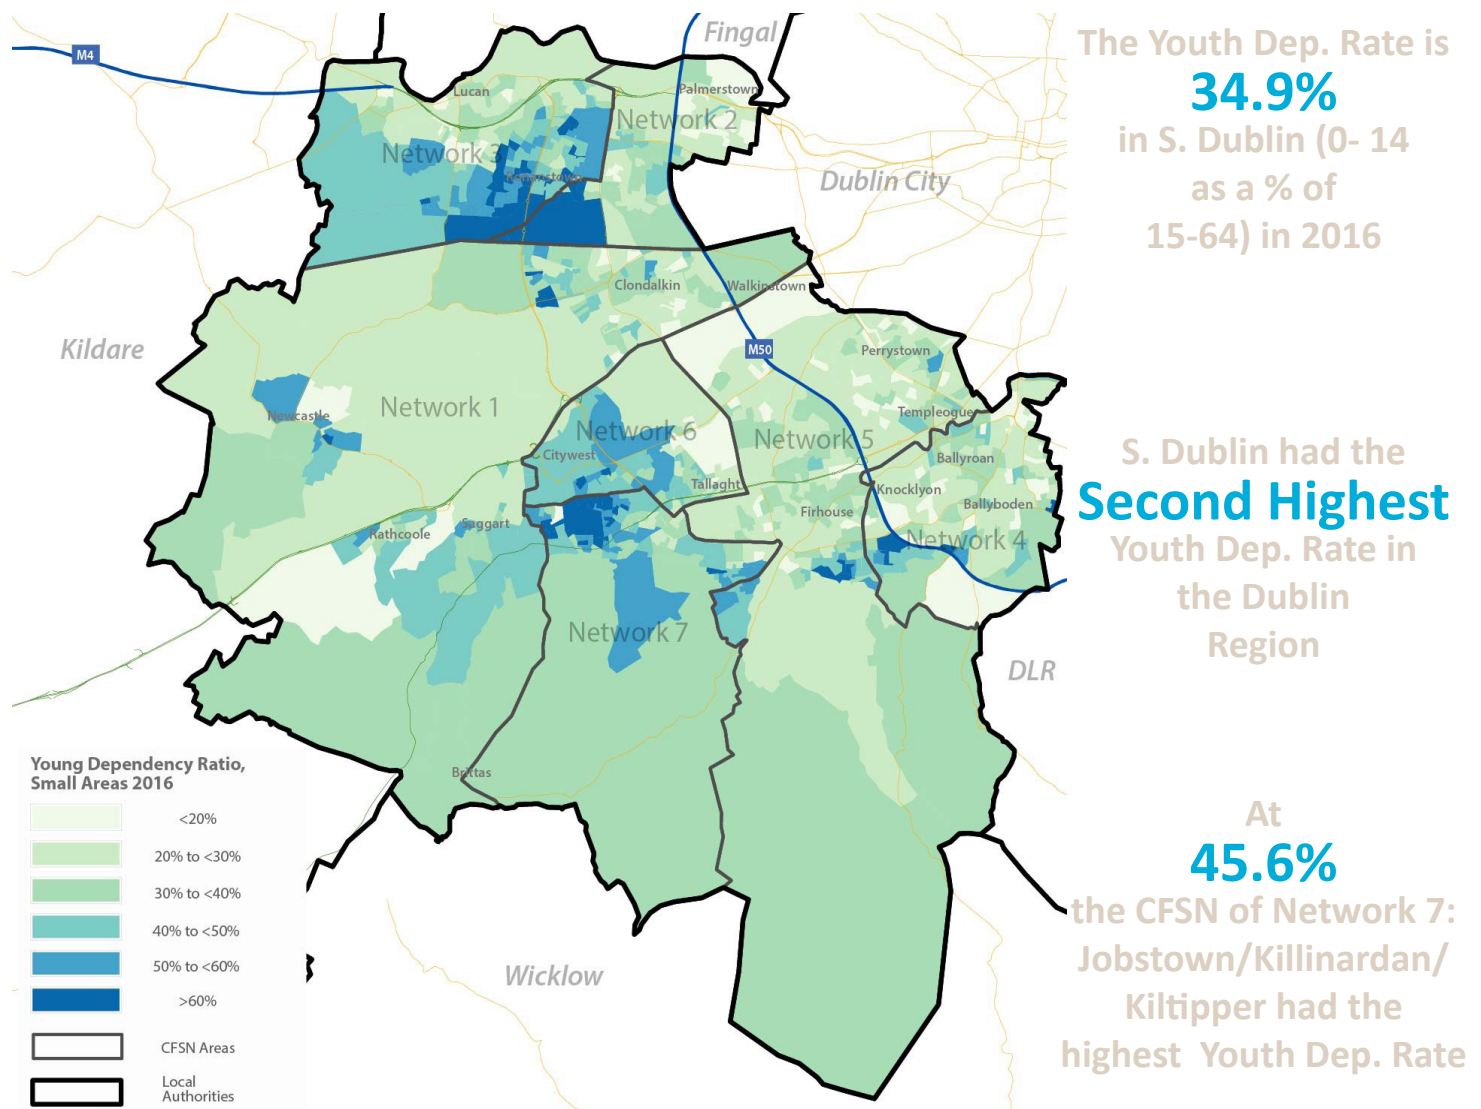 Fingal
M4
Lucan
Palmerstown
Network 2
Network 3
Ronanstown
Dublin City
Clondalkin
Walkinstown
Kildare
M50
Perrystown
Network 1
Newcastle
Templeogue
Network 6
Network 5
Citywest
Ballyroan
Tallaght
Knocklyon
Ballyboden
Firhouse
Saggart
Rathcoole
Network 4
Network 7
DLR
Brittas
Wicklow
Young Dependency Ratio,
Small Areas 2016
<20%
20% to <30%
30% to <40%
40% to <50%
50% to <60%
>60%
CFSN Areas
Local
Authorities
The Youth Dep. Rate is
34.9%
in S. Dublin (0- 14
as a % of
15-64) in 2016
S. Dublin had the
Second Highest
Youth Dep. Rate in
the Dublin
Region
At
45.6%
the CFSN of Network 7:
Jobstown/Killinardan/
Kiltipper had the
highest Youth Dep. Rate